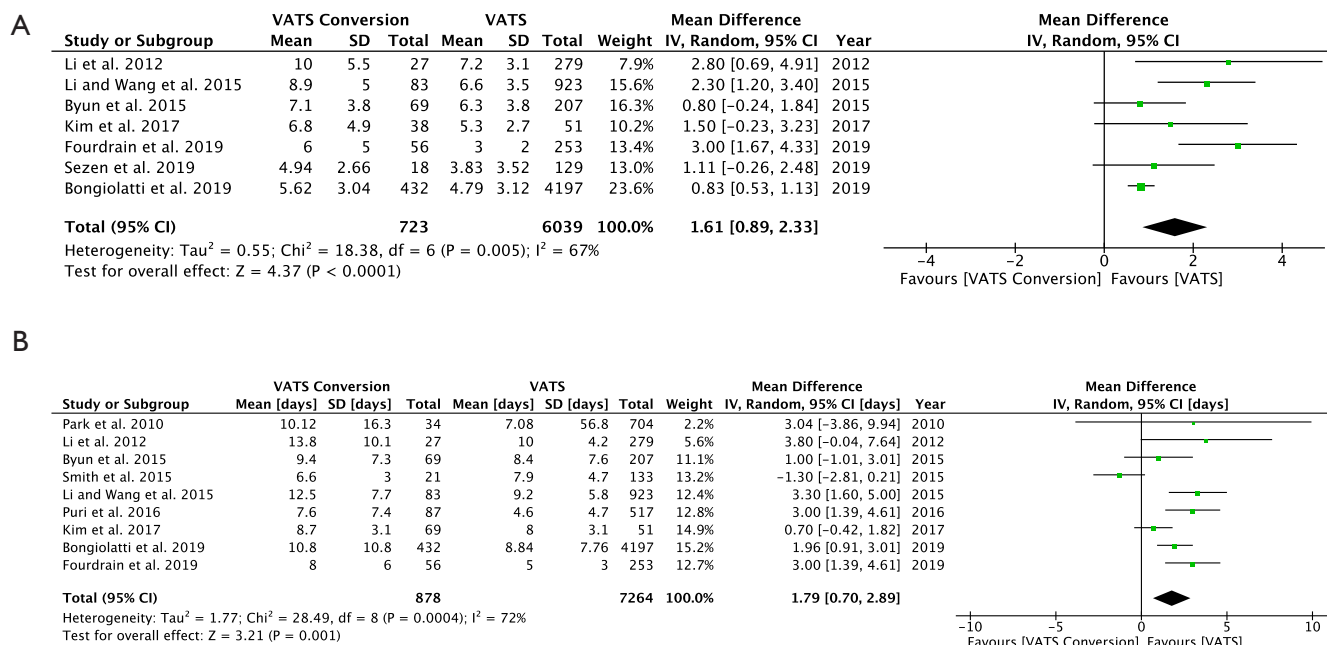 A
VATS Conversion VATS Mean Difference Mean Difference
Study or Subgroup Mean SD Total Mean SD Total Weight IV, Random, 95% CI Year IV, Random, 95% CI
Li et al. 2012 10 5.5 27 7.2 3.1 279 7.9% 2.80 [0.69, 4.91] 2012
Li and Wang et al. 2015 8.9 5 83 6.6 3.5 923 15.6% 2.30 [1.20, 3.40] 2015
Byun et al. 2015 7.1 3.8 69 6.3 3.8 207 16.3% 0.80 [−0.24, 1.84] 2015
Kim et al. 2017 6.8 4.9 38 5.3 2.7 51 10.2% 1.50 [−0.23, 3.23] 2017
Fourdrain et al. 2019 6 5 56 3 2 253 13.4% 3.00 [1.67, 4.33] 2019
Sezen et al. 2019 4.94 2.66 18 3.83 3.52 129 13.0% 1.11 [−0.26, 2.48] 2019
Bongiolatti et al. 2019 5.62 3.04 432 4.79 3.12 4197 23.6% 0.83 [0.53, 1.13] 2019
Total (95% CI) 723 6039 100.0% 1.61 [0.89, 2.33]
Heterogeneity: Tau² = 0.55; Chi² = 18.38, df = 6 (P = 0.005); I² = 67%
Test for overall effect: Z = 4.37 (P < 0.0001)
−4 −2 0 2 4
Favours [VATS Conversion] Favours [VATS]
B
VATS Conversion VATS Mean Difference Mean Difference
Study or Subgroup Mean [days] SD [days] Total Mean [days] SD [days] Total Weight IV, Random, 95% CI [days] Year IV, Random, 95% CI [days]
Park et al. 2010 10.12 16.3 34 7.08 56.8 704 2.2% 3.04 [−3.86, 9.94] 2010
Li et al. 2012 13.8 10.1 27 10 4.2 279 5.6% 3.80 [−0.04, 7.64] 2012
Byun et al. 2015 9.4 7.3 69 8.4 7.6 207 11.1% 1.00 [−1.01, 3.01] 2015
Smith et al. 2015 6.6 3 21 7.9 4.7 133 13.2% −1.30 [−2.81, 0.21] 2015
Li and Wang et al. 2015 12.5 7.7 83 9.2 5.8 923 12.4% 3.30 [1.60, 5.00] 2015
Puri et al. 2016 7.6 7.4 87 4.6 4.7 517 12.8% 3.00 [1.39, 4.61] 2016
Kim et al. 2017 8.7 3.1 69 8 3.1 51 14.9% 0.70 [−0.42, 1.82] 2017
Bongiolatti et al. 2019 10.8 10.8 432 8.84 7.76 4197 15.2% 1.96 [0.91, 3.01] 2019
Fourdrain et al. 2019 8 6 56 5 3 253 12.7% 3.00 [1.39, 4.61] 2019
Total (95% CI) 878 7264 100.0% 1.79 [0.70, 2.89]
Heterogeneity: Tau² = 1.77; Chi² = 28.49, df = 8 (P = 0.0004); I² = 72%
Test for overall effect: Z = 3.21 (P = 0.001)
−10 −5 0 5 10
Favours [VATS Conversion] Favours [VATS]